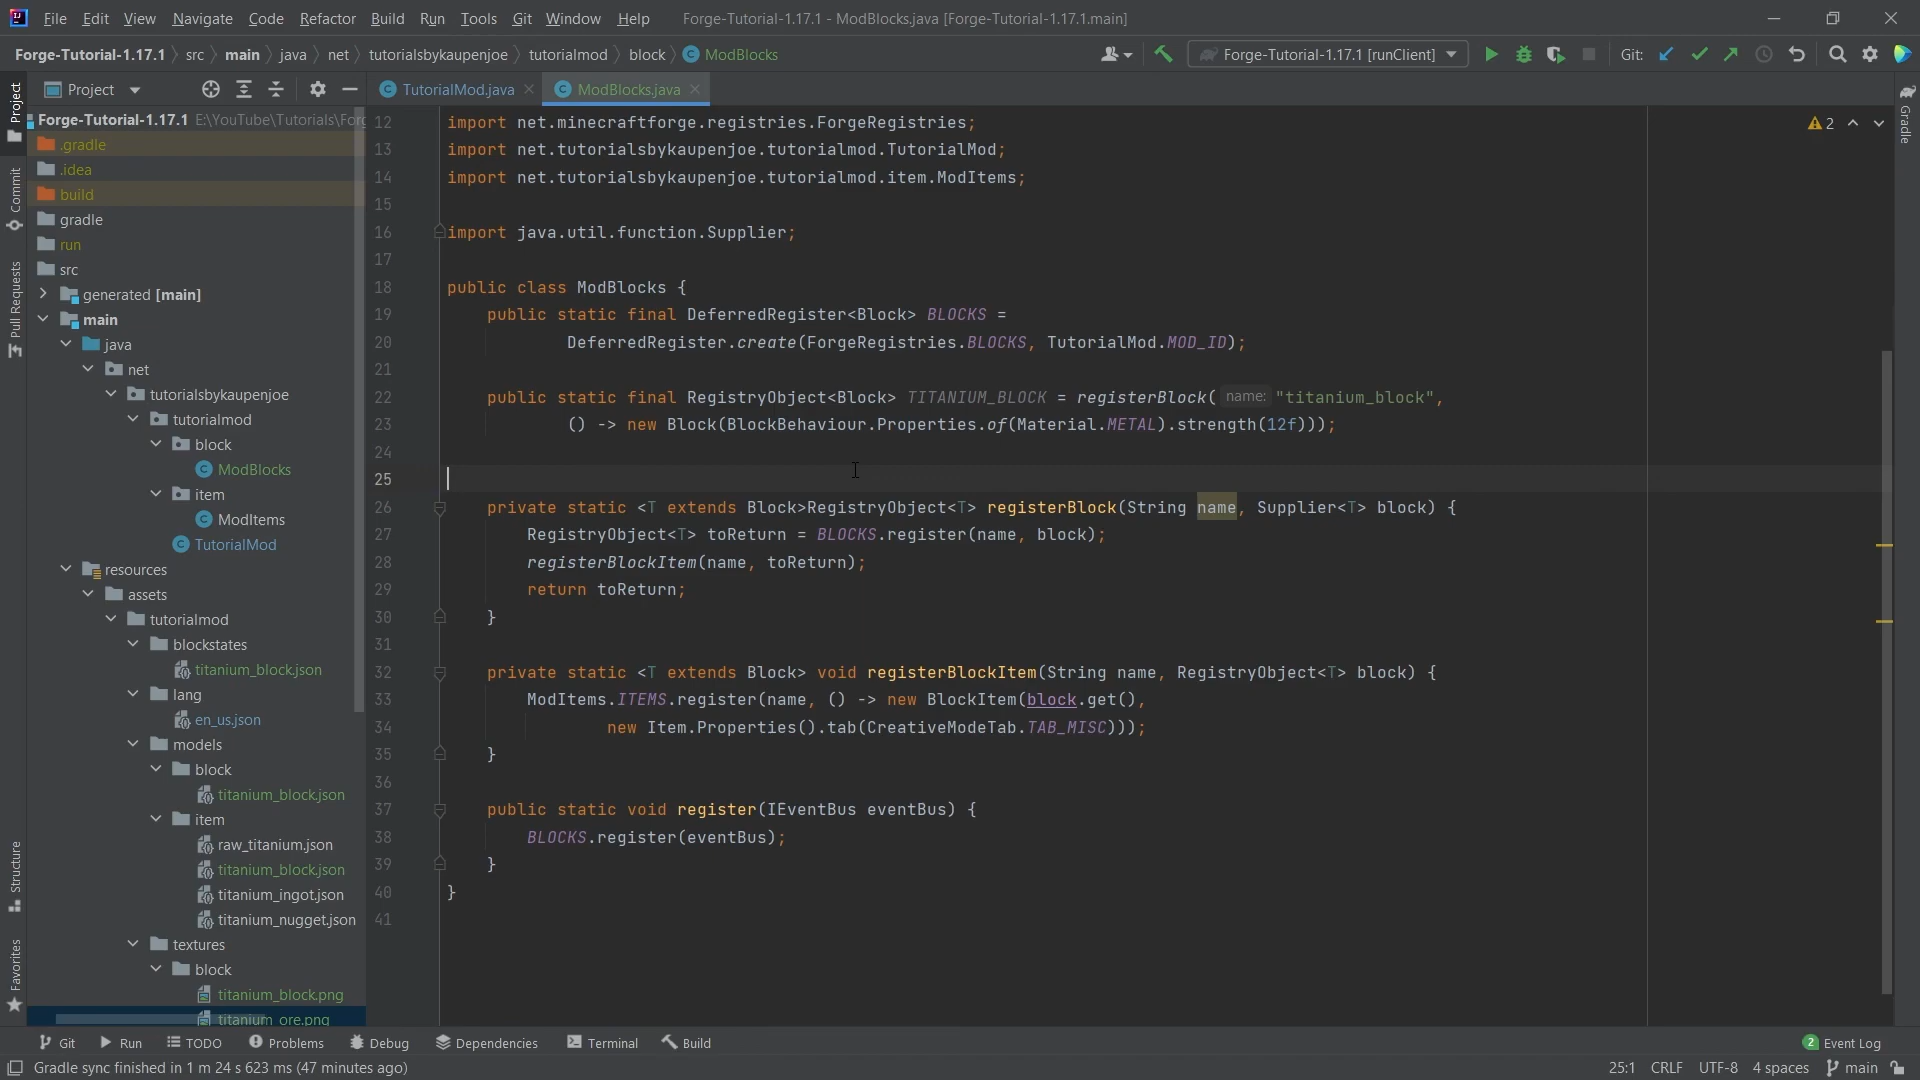 File Edit View Navigate Code Refactor Build Run Tools Git Window Help Forge-Tutorial-1.17.1 - ModBlocks.java [Forge-Tutorial-1.17.1.main]
Forge-Tutorial-1.17.1 src main java net tutorialsbykaupenjoe tutorialmod block ModBlocks Forge-Tutorial-1.17.1 [runClient] Git:
Project TutorialMod.java ModBlocks.java
Project
Commit
Pull Requests
Structure
Favorites
Forge-Tutorial-1.17.1 E:\YouTube\Tutorials\Forg
.gradle
.idea
build
gradle
run
src
generated [main]
main
java
net
tutorialsbykaupenjoe
tutorialmod
block
ModBlocks
item
ModItems
TutorialMod
resources
assets
tutorialmod
blockstates
titanium_block.json
lang
en_us.json
models
block
titanium_block.json
item
raw_titanium.json
titanium_block.json
titanium_ingot.json
titanium_nugget.json
textures
block
titanium_block.png
titanium_ore.png
12 import net.minecraftforge.registries.ForgeRegistries;
13 import net.tutorialsbykaupenjoe.tutorialmod.TutorialMod;
14 import net.tutorialsbykaupenjoe.tutorialmod.item.ModItems;
15
16 import java.util.function.Supplier;
17
18 public class ModBlocks {
19 public static final DeferredRegister<Block> BLOCKS =
20 DeferredRegister.create(ForgeRegistries.BLOCKS, TutorialMod.MOD_ID);
21
22 public static final RegistryObject<Block> TITANIUM_BLOCK = registerBlock( name: "titanium_block",
23 () -> new Block(BlockBehaviour.Properties.of(Material.METAL).strength(12f)));
24
25
26 private static <T extends Block>RegistryObject<T> registerBlock(String name, Supplier<T> block) {
27 RegistryObject<T> toReturn = BLOCKS.register(name, block);
28 registerBlockItem(name, toReturn);
29 return toReturn;
30 }
31
32 private static <T extends Block> void registerBlockItem(String name, RegistryObject<T> block) {
33 ModItems.ITEMS.register(name, () -> new BlockItem(block.get(),
34 new Item.Properties().tab(CreativeModeTab.TAB_MISC)));
35 }
36
37 public static void register(IEventBus eventBus) {
38 BLOCKS.register(eventBus);
39 }
40 }
41
2
Gradle
Git Run TODO Problems Debug Dependencies Terminal Build 2 Event Log
Gradle sync finished in 1 m 24 s 623 ms (47 minutes ago) 25:1 CRLF UTF-8 4 spaces main